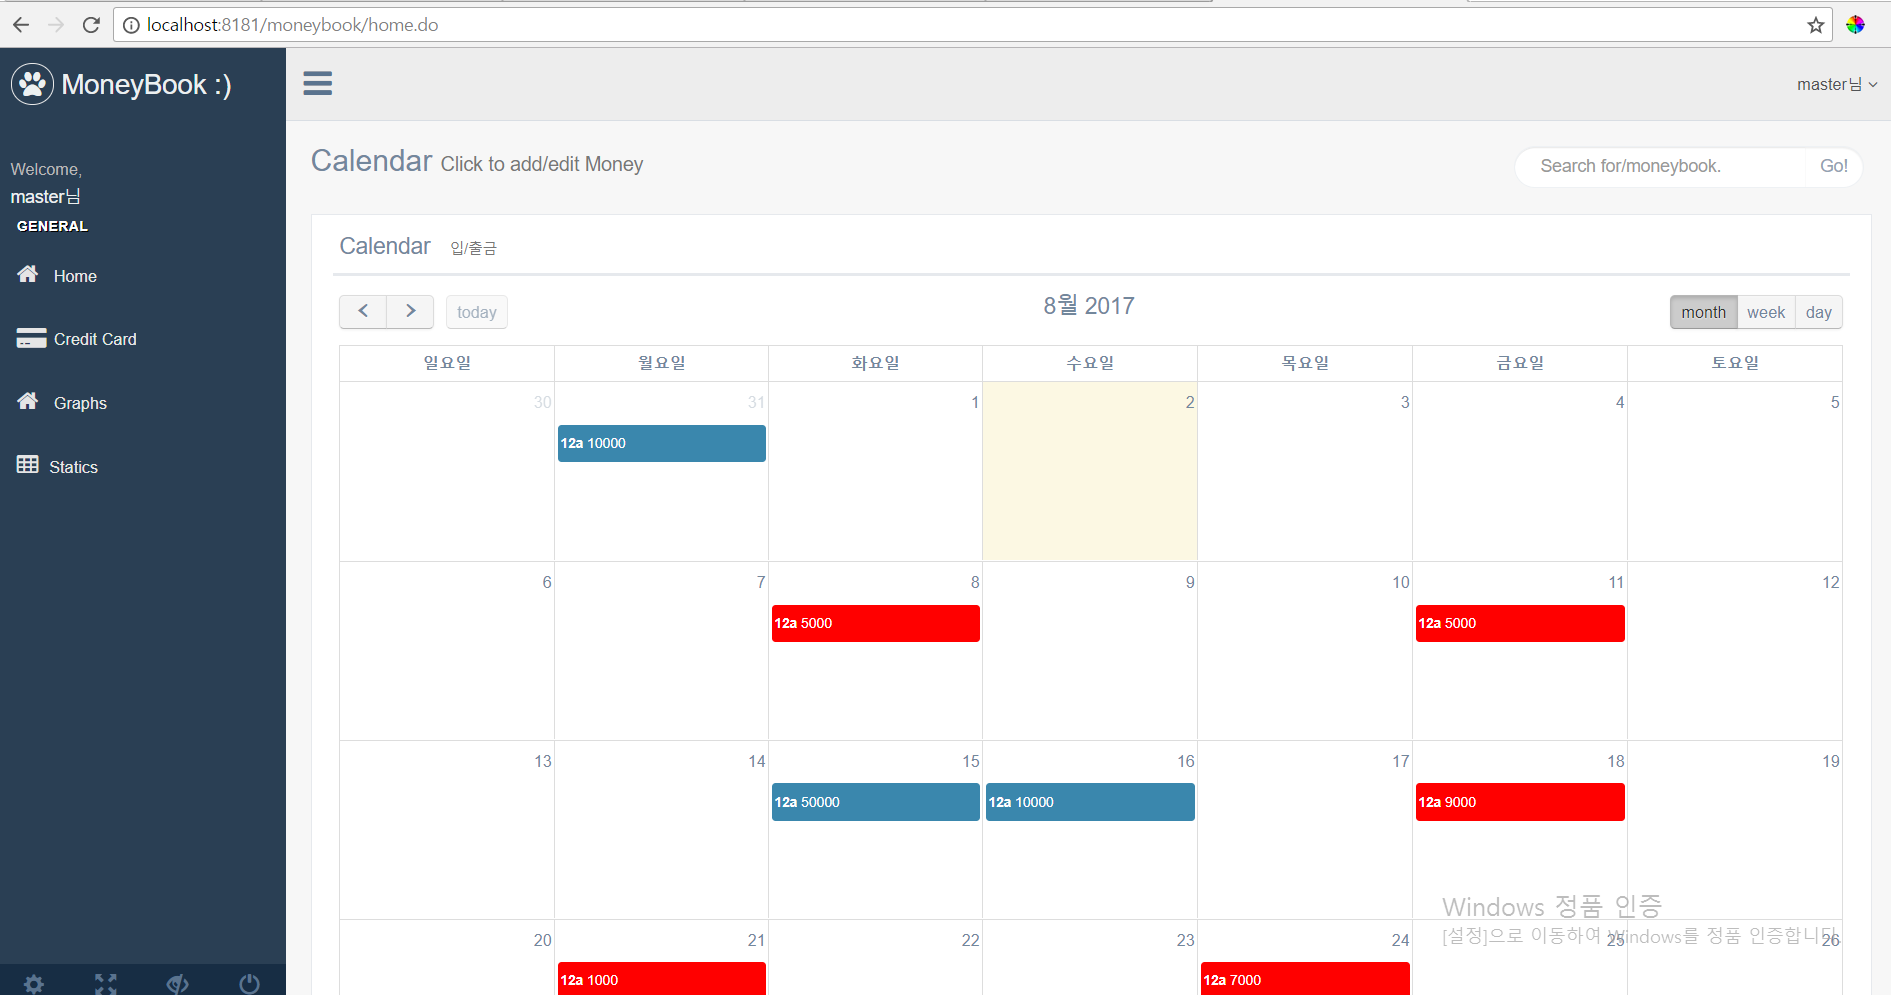 localhost:8181/moneybook/home.do
MoneyBook :)
master님
Welcome,
master님
GENERAL
Home
Credit Card
Graphs
Statics
Calendar Click to add/edit Money
Search for/moneybook. Go!
Calendar 입/출금
today
8월 2017
month week day
일요일 월요일 화요일 수요일 목요일 금요일 토요일
30 31 1 2 3 4 5
12a 10000
6 7 8 9 10 11 12
12a 5000 12a 5000
13 14 15 16 17 18 19
12a 50000 12a 10000 12a 9000
Windows 정품 인증
[설정]으로 이동하여 Windows를 정품 인증합니다.
20 21 22 23 24 25 26
12a 1000 12a 7000